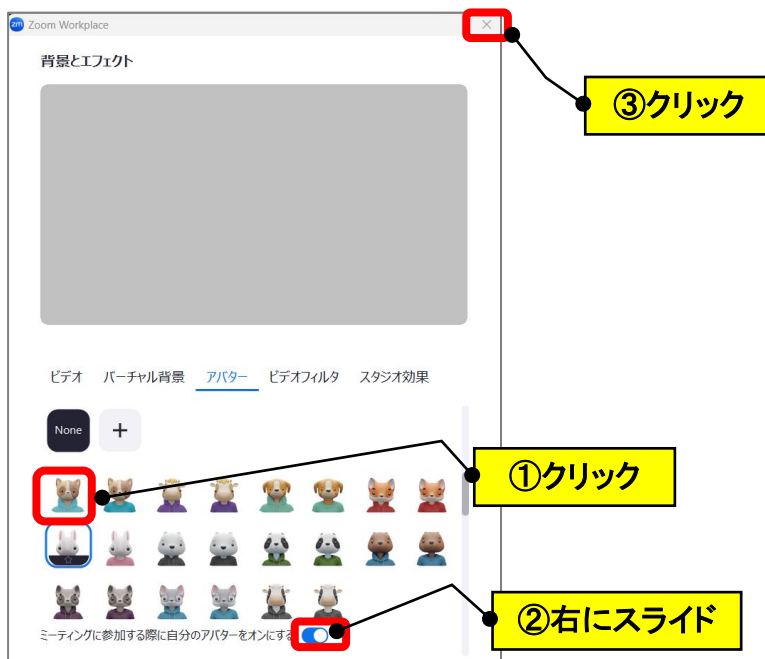 zm Zoom Workplace
背景とエフェクト
③クリック
ビデオ バーチャル背景 アバター ビデオフィルタ スタジオ効果
None +
①クリック
ミーティングに参加する際に自分のアバターをオンにする
②右にスライド